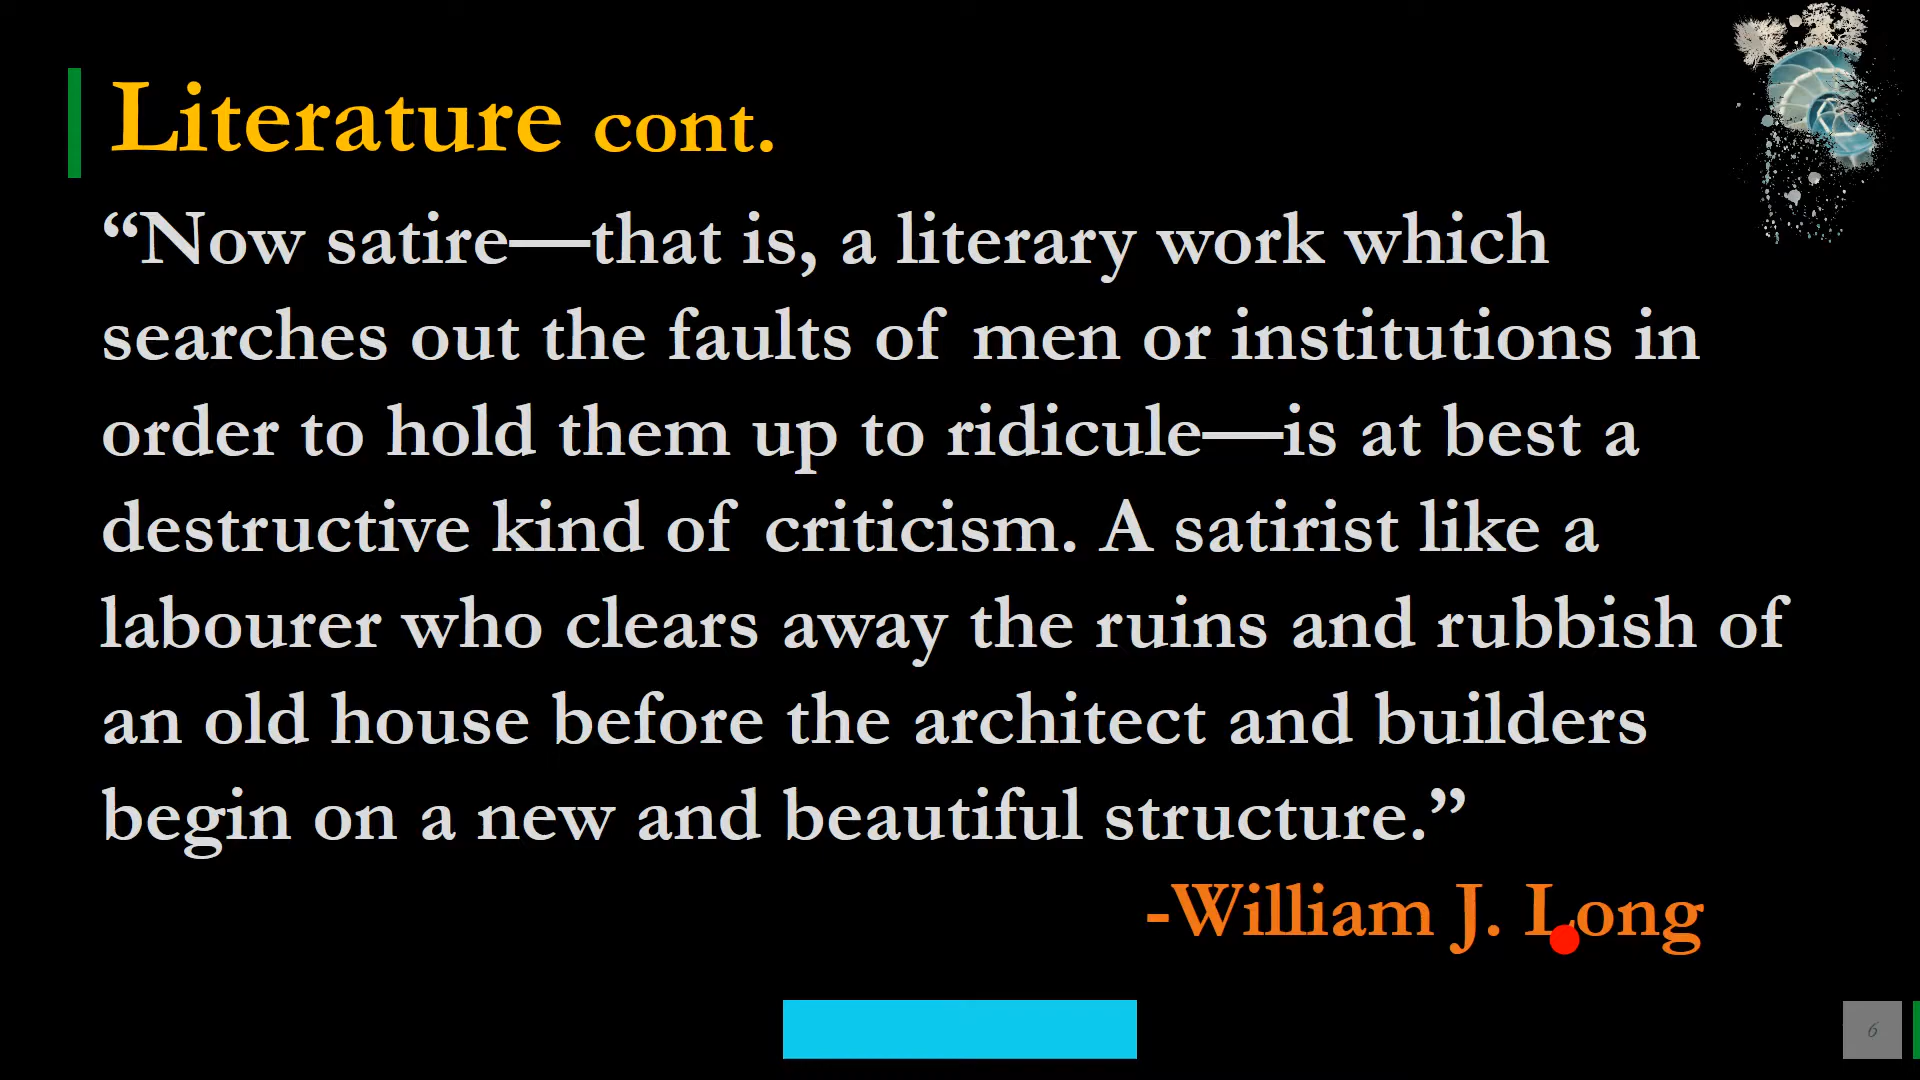 Literature cont.
“Now satire—that is, a literary work which
searches out the faults of men or institutions in
order to hold them up to ridicule—is at best a
destructive kind of criticism. A satirist like a
labourer who clears away the ruins and rubbish of
an old house before the architect and builders
begin on a new and beautiful structure.”
-William J. Long
6